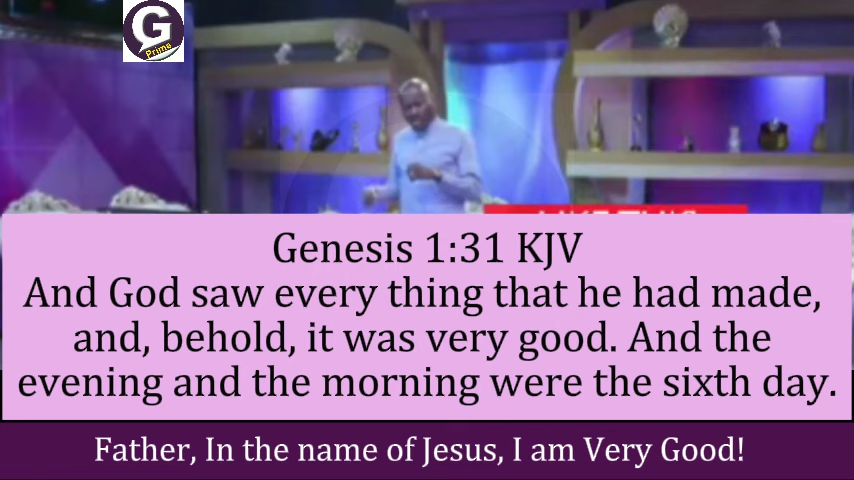 G
Prime
Genesis 1:31 KJV
And God saw every thing that he had made,
and, behold, it was very good. And the
evening and the morning were the sixth day.
Father, In the name of Jesus, I am Very Good!